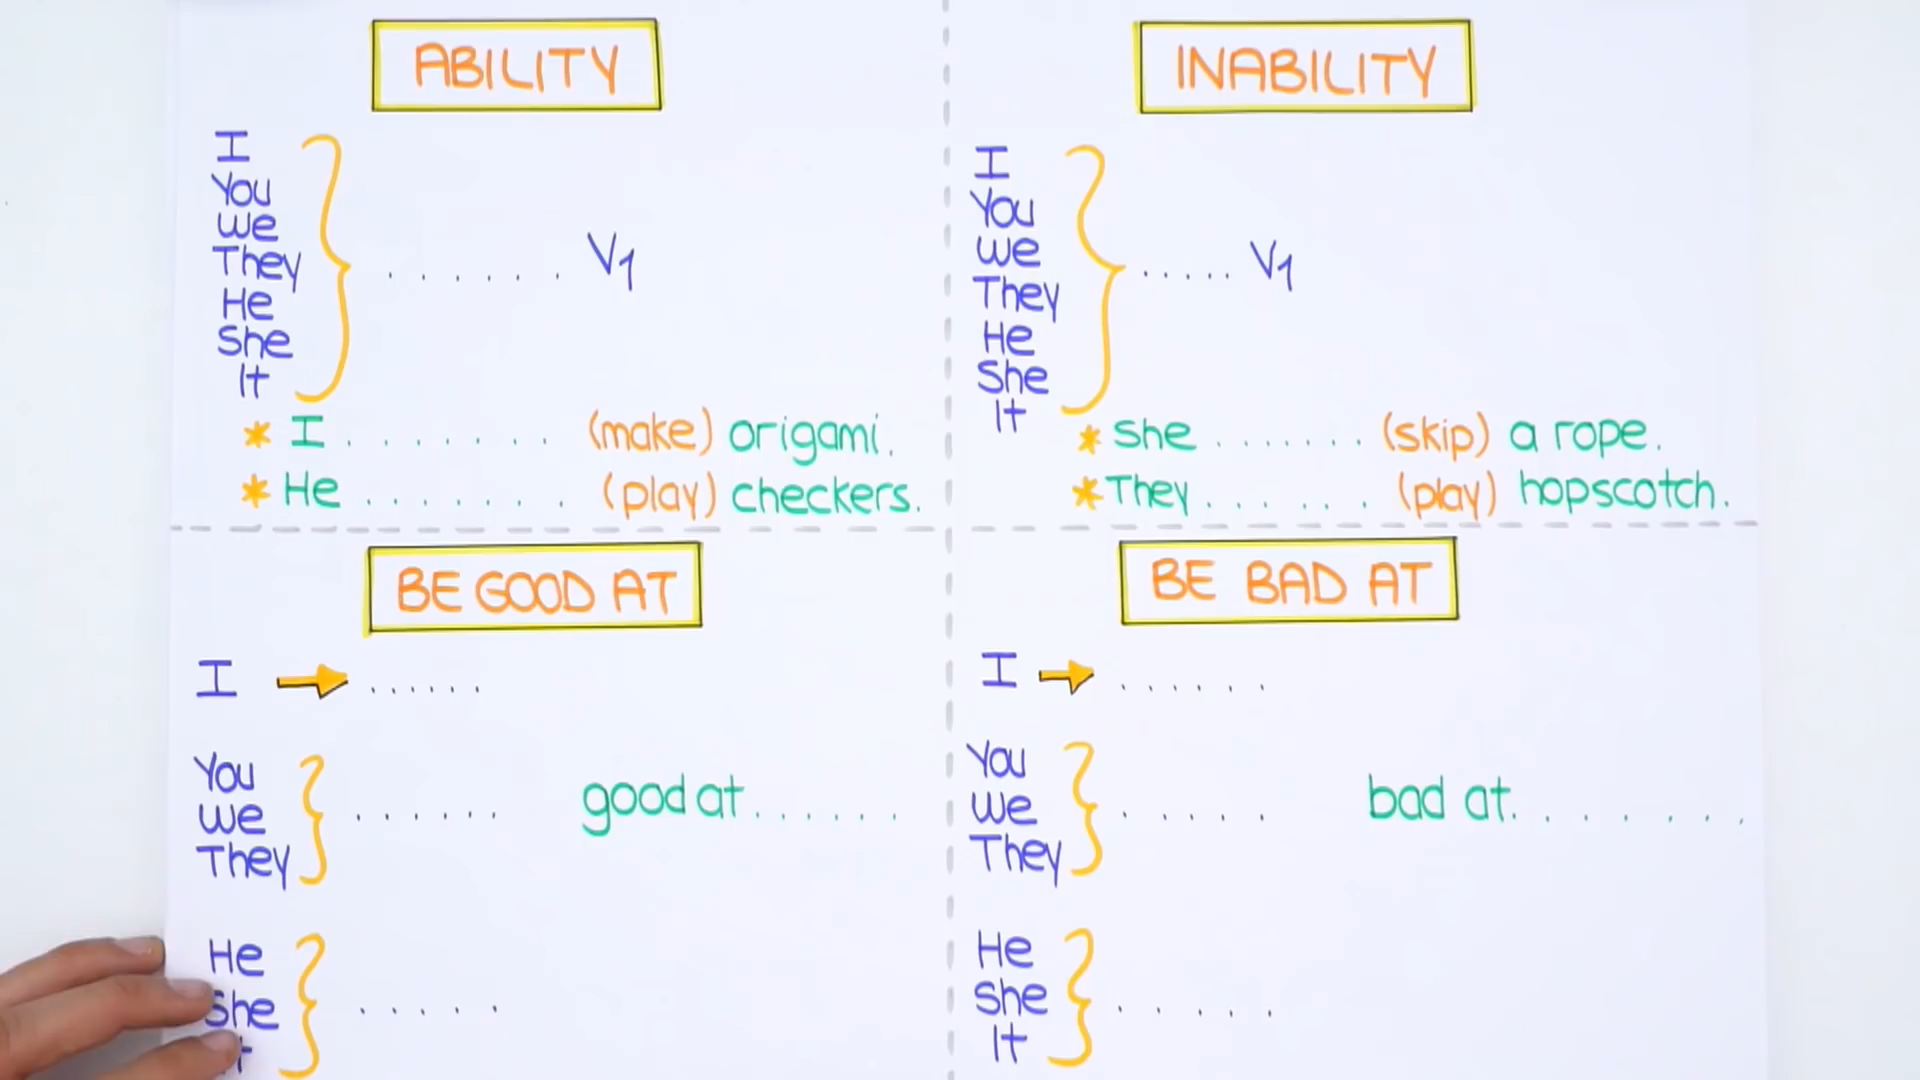 ABILITY
I
You
We
They
He
She
It
. . . . . . V1
* I . . . . . . . (make) origami.
* He . . . . . . . (play) checkers.
INABILITY
I
You
We
They
He
She
It
..... V1
* She ....... (skip) a rope.
* They . . . . . . (play) hopscotch.
BE GOOD AT
I → ......
You
We
They
. . . . . . good at . . . . . .
He
She
It
. . . . .
BE BAD AT
I → ......
You
We
They
. . . . . bad at. . . . . . . .
He
She
It
. . . . .